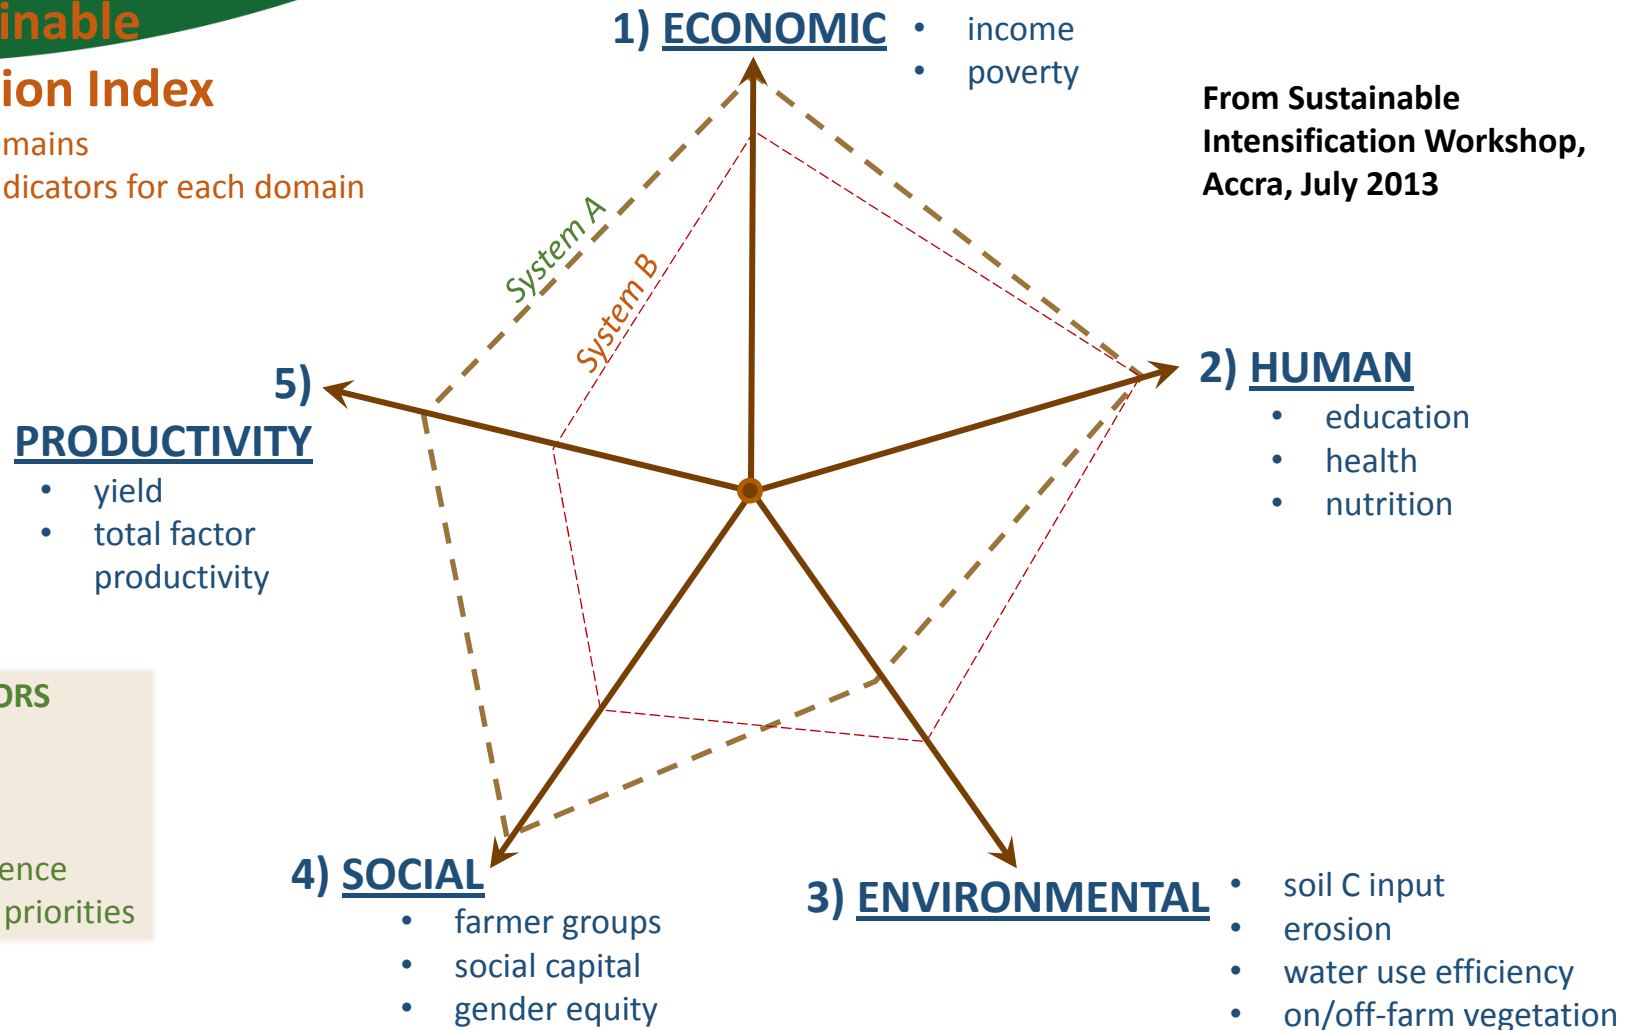 inable
ion Index
mains
dicators for each domain
1) ECONOMIC
• income
• poverty
From Sustainable
Intensification Workshop,
Accra, July 2013
System A
System B
2) HUMAN
• education
• health
• nutrition
5)
PRODUCTIVITY
• yield
• total factor
productivity
ORS
ence
priorities
4) SOCIAL
• farmer groups
• social capital
• gender equity
3) ENVIRONMENTAL
• soil C input
• erosion
• water use efficiency
• on/off-farm vegetation